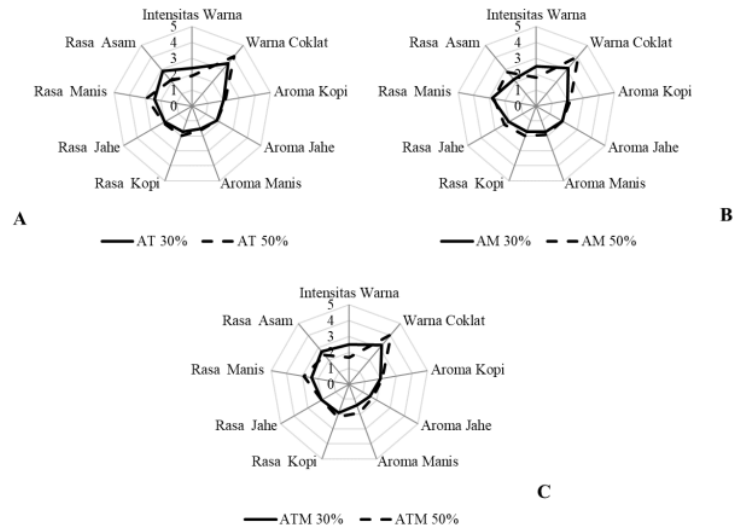 Intensitas Warna
5
4
3
2
1
0
Rasa Asam
Warna Coklat
Rasa Manis
Aroma Kopi
Rasa Jahe
Aroma Jahe
Rasa Kopi
Aroma Manis
A
AT 30%
AT 50%
Intensitas Warna
5
4
3
2
1
0
Rasa Asam
Warna Coklat
Rasa Manis
Aroma Kopi
Rasa Jahe
Aroma Jahe
Rasa Kopi
Aroma Manis
B
AM 30%
AM 50%
Intensitas Warna
5
4
3
2
1
0
Rasa Asam
Warna Coklat
Rasa Manis
Aroma Kopi
Rasa Jahe
Aroma Jahe
Rasa Kopi
Aroma Manis
C
ATM 30%
ATM 50%